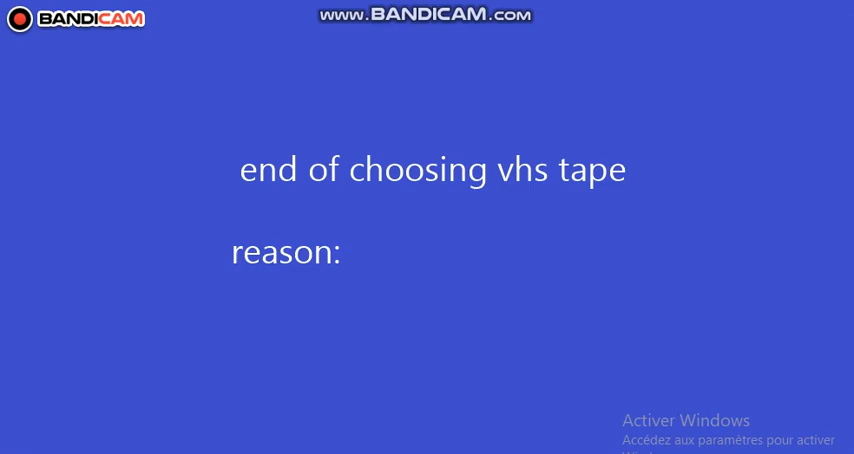 BANDICAM
www.BANDICAM.com
end of choosing vhs tape
reason:
Activer Windows
Accédez aux paramètres pour activer